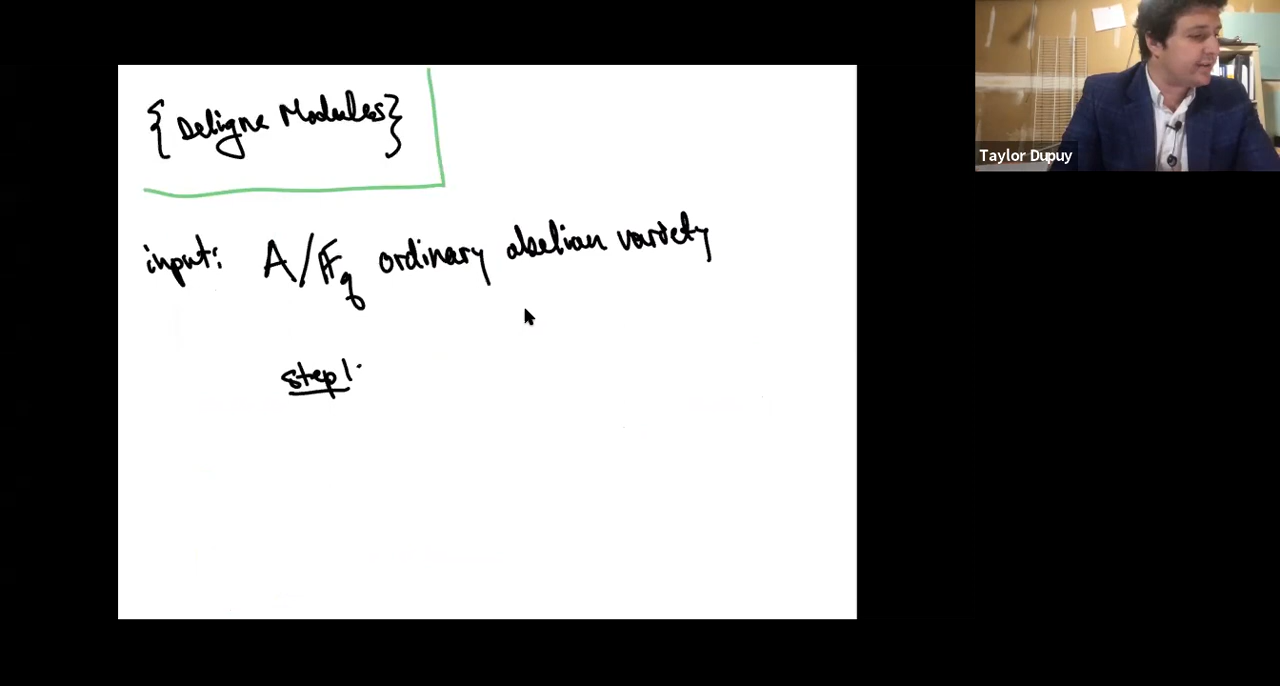 {Deligne Modules}
input: A/𝔽q ordinary abelian variety
step 1:
Taylor Dupuy